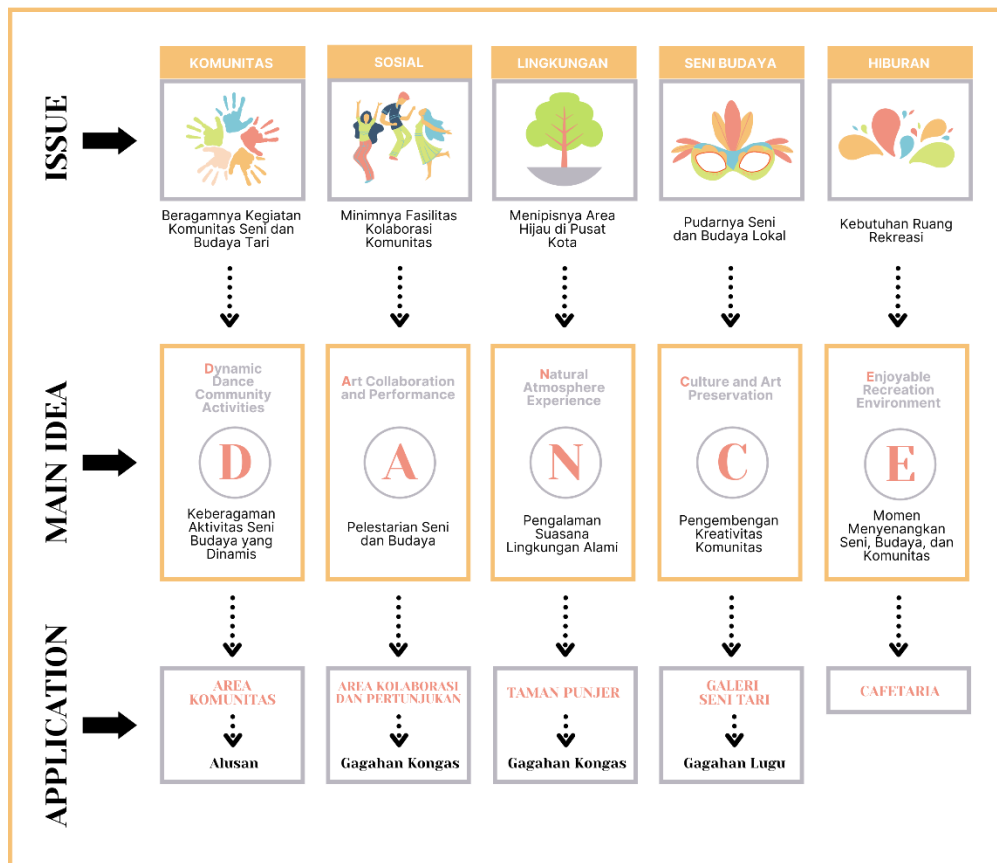 ISSUE
KOMUNITAS
SOSIAL
LINGKUNGAN
SENI BUDAYA
HIBURAN
Beragamnya Kegiatan
Komunitas Seni dan
Budaya Tari
Minimnya Fasilitas
Kolaborasi
Komunitas
Menipisnya Area
Hijau di Pusat
Kota
Pudarnya Seni
dan Budaya Lokal
Kebutuhan Ruang
Rekreasi
MAIN IDEA
Dynamic
Dance
Community
Activities
D
Keberagaman
Aktivitas Seni
Budaya yang
Dinamis
Art Collaboration
and Performance
A
Pelestarian Seni
dan Budaya
Natural
Atmosphere
Experience
N
Pengalaman
Suasana
Lingkungan Alami
Culture and Art
Preservation
C
Pengembengan
Kreativitas
Komunitas
Enjoyable
Recreation
Environment
E
Momen
Menyenangkan
Seni, Budaya, dan
Komunitas
APPLICATION
AREA
KOMUNITAS
Alusan
AREA KOLABORASI
DAN PERTUNJUKAN
Gagahan Kongas
TAMAN PUNJER
Gagahan Kongas
GALERI
SENI TARI
Gagahan Lugu
CAFETARIA